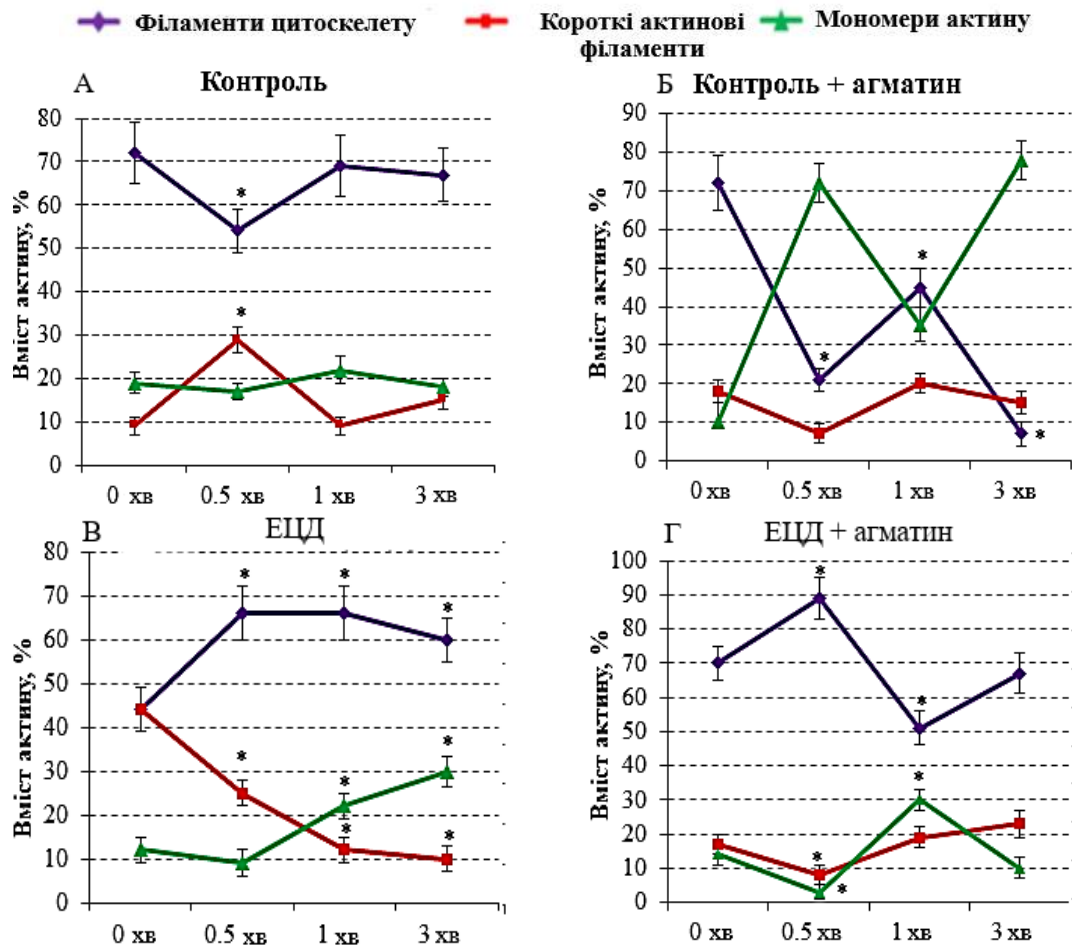 Філаменти цитоскелету
Короткі актинові
філаменти
Мономери актину
А
Контроль
Вміст актину, %
80
70
60
50
40
30
20
10
0
*
*
0 хв
0.5 хв
1 хв
3 хв
Б
Контроль + агматин
Вміст актину, %
90
80
70
60
50
40
30
20
10
0
*
*
*
0 хв
0.5 хв
1 хв
3 хв
В
ЕЦД
Вміст актину, %
80
70
60
50
40
30
20
10
0
* * *
* * *
* *
0 хв
0.5 хв
1 хв
3 хв
Г
ЕЦД + агматин
Вміст актину, %
100
90
80
70
60
50
40
30
20
10
0
*
*
*
*
*
0 хв
0.5 хв
1 хв
3 хв